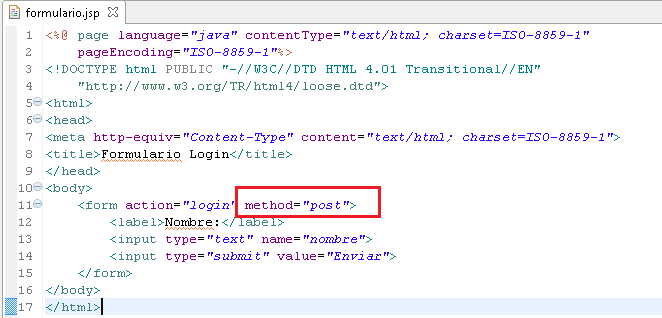 formulario.jsp
1 <%@ page language="java" contentType="text/html; charset=ISO-8859-1"
2     pageEncoding="ISO-8859-1"%>
3 <!DOCTYPE html PUBLIC "-//W3C//DTD HTML 4.01 Transitional//EN"
4     "http://www.w3.org/TR/html4/loose.dtd">
5 <html>
6 <head>
7 <meta http-equiv="Content-Type" content="text/html; charset=ISO-8859-1">
8 <title>Formulario Login</title>
9 </head>
10 <body>
11     <form action="login" method="post">
12         <label>Nombre:</label>
13         <input type="text" name="nombre">
14         <input type="submit" value="Enviar">
15     </form>
16 </body>
17 </html>